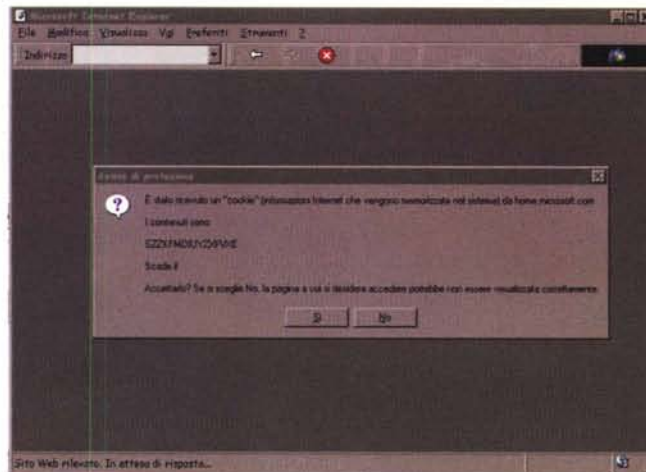 Microsoft Internet Explorer
File Modifica Visualizza Vai Preferiti Strumenti ?
Indirizzo
Avviso di protezione
È stato ricevuto un "cookie" (informazioni Internet che vengono memorizzate nel sistema) da home.microsoft.com
I contenuti sono:
Scade il
Accettarlo? Se si sceglie No, la pagina a cui si desidera accedere potrebbe non essere visualizzata correttamente.
Sì No
Sito Web rilevato. In attesa di risposta...